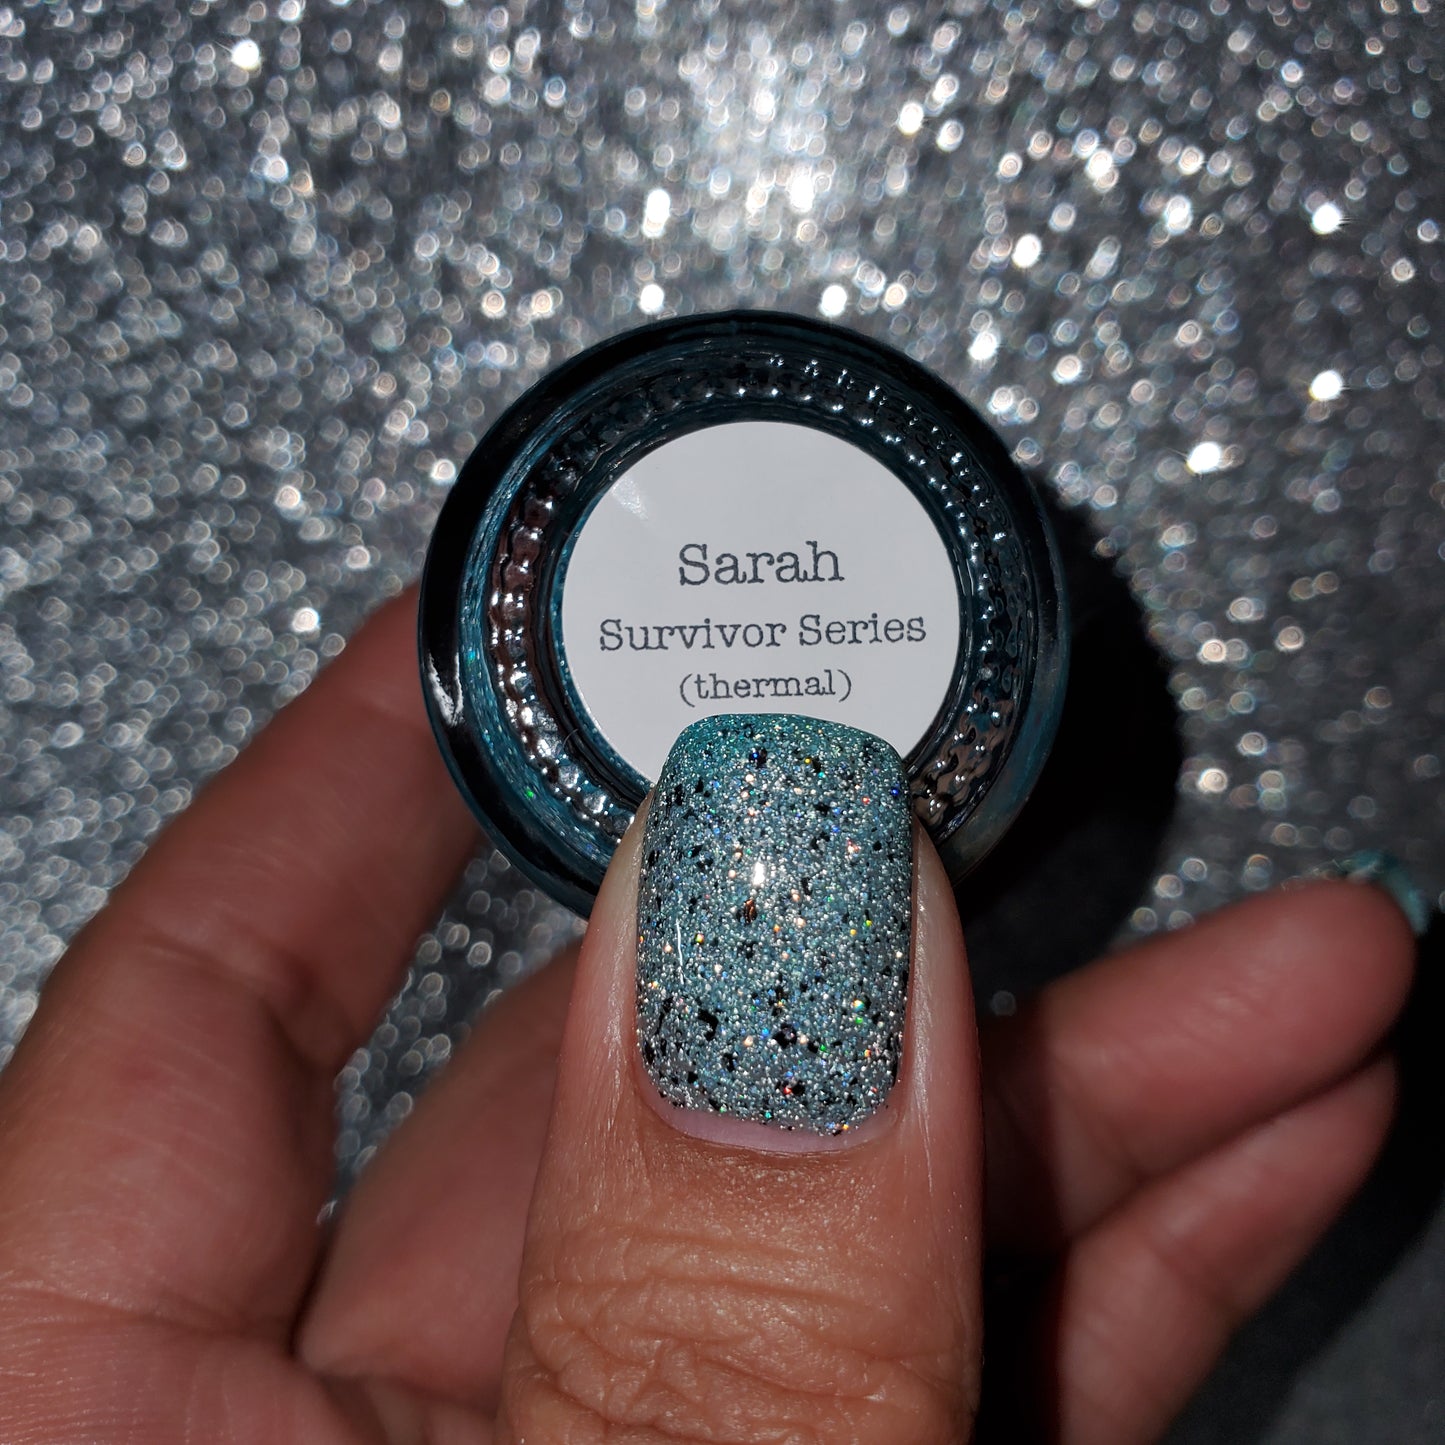 Sarah
Survivor Series
(thermal)